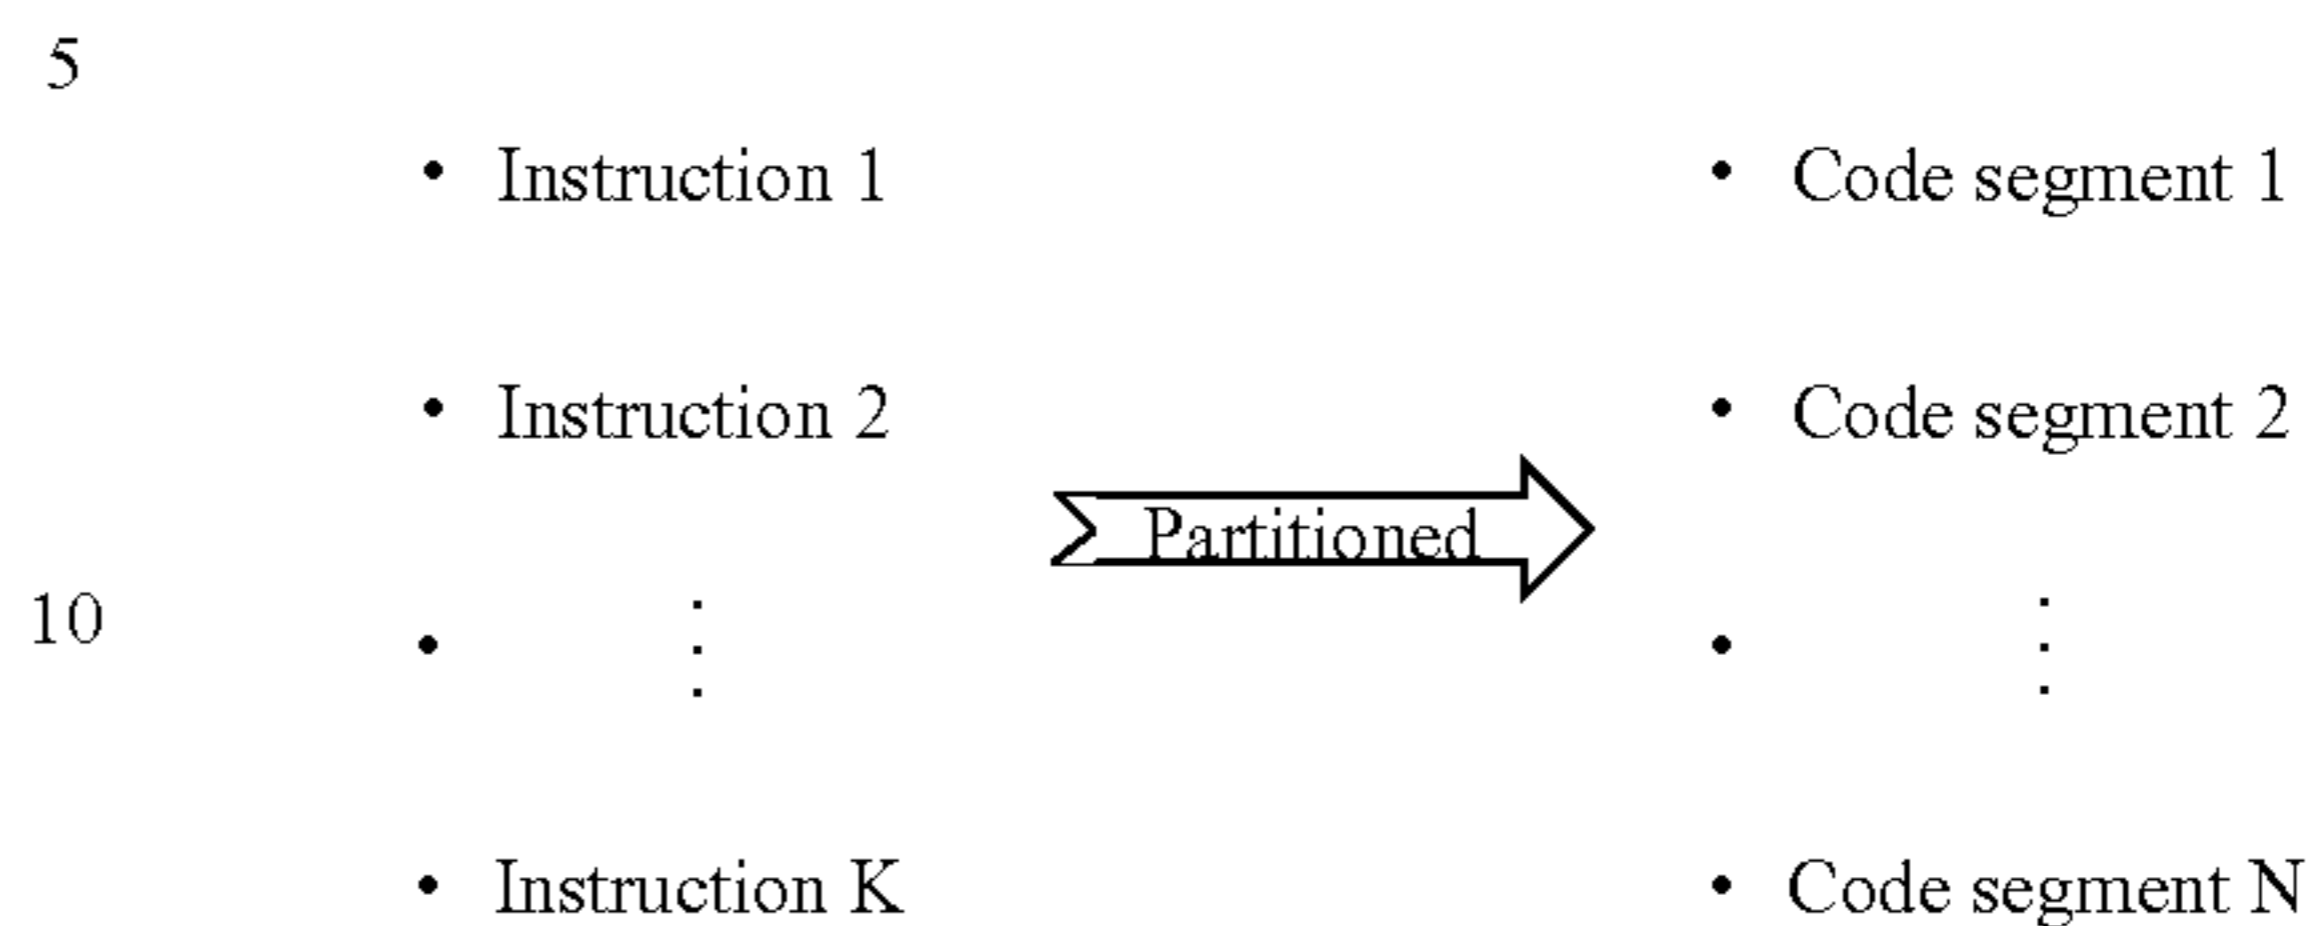 5
• Instruction 1 • Code segment 1
• Instruction 2 • Code segment 2
Partitioned
10
• ⋮ • ⋮
• Instruction K • Code segment N